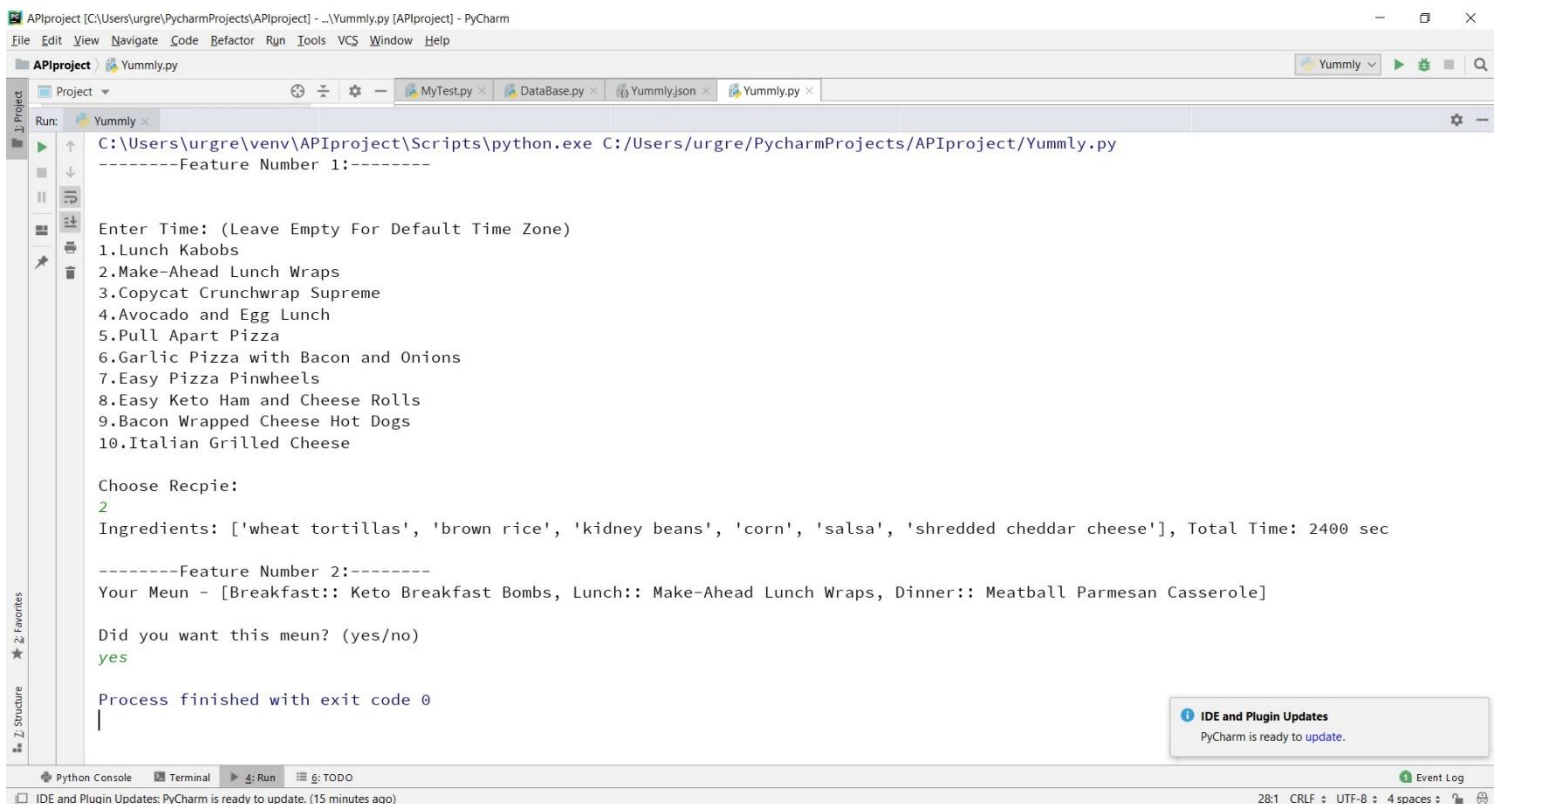 APIproject [C:\Users\urgre\PycharmProjects\APIproject] - ...\Yummly.py [APIproject] - PyCharm
File Edit View Navigate Code Refactor Run Tools VCS Window Help
APIproject Yummly.py Yummly
1: Project
Project MyTest.py DataBase.py Yummly.json Yummly.py
Run: Yummly
C:\Users\urgre\venv\APIproject\Scripts\python.exe C:/Users/urgre/PycharmProjects/APIproject/Yummly.py
--------Feature Number 1:--------
Enter Time: (Leave Empty For Default Time Zone)
1.Lunch Kabobs
2.Make-Ahead Lunch Wraps
3.Copycat Crunchwrap Supreme
4.Avocado and Egg Lunch
5.Pull Apart Pizza
6.Garlic Pizza with Bacon and Onions
7.Easy Pizza Pinwheels
8.Easy Keto Ham and Cheese Rolls
9.Bacon Wrapped Cheese Hot Dogs
10.Italian Grilled Cheese
Choose Recpie:
2
Ingredients: ['wheat tortillas', 'brown rice', 'kidney beans', 'corn', 'salsa', 'shredded cheddar cheese'], Total Time: 2400 sec
--------Feature Number 2:--------
Your Meun - [Breakfast:: Keto Breakfast Bombs, Lunch:: Make-Ahead Lunch Wraps, Dinner:: Meatball Parmesan Casserole]
Did you want this meun? (yes/no)
yes
Process finished with exit code 0
2: Favorites
Z: Structure
IDE and Plugin Updates
PyCharm is ready to update.
Python Console Terminal 4: Run 6: TODO 1 Event Log
IDE and Plugin Updates: PyCharm is ready to update. (15 minutes ago) 28:1 CRLF UTF-8 4 spaces